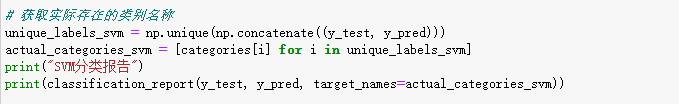 # 获取实际存在的类别名称
unique_labels_svm = np.unique(np.concatenate((y_test, y_pred)))
actual_categories_svm = [categories[i] for i in unique_labels_svm]
print("SVM分类报告")
print(classification_report(y_test, y_pred, target_names=actual_categories_svm))